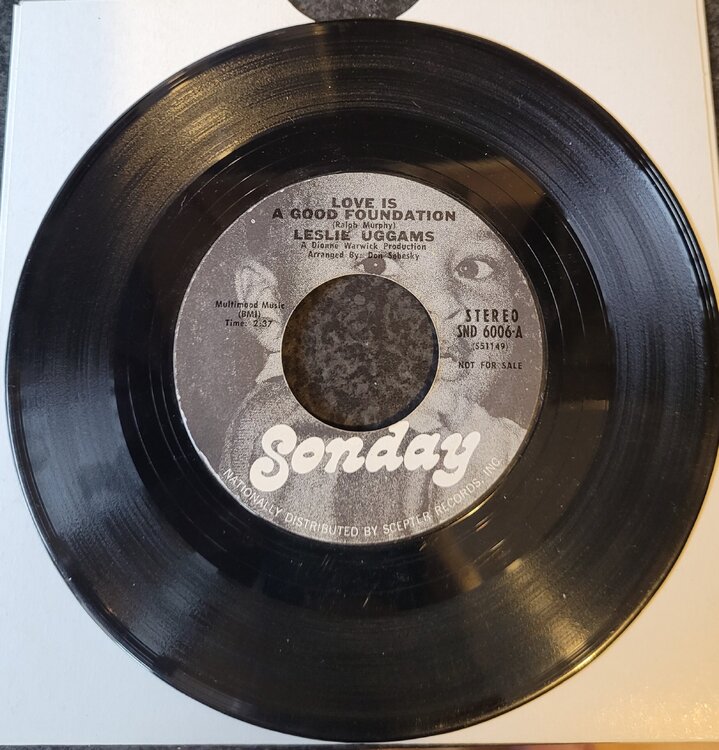 LOVE IS
A GOOD FOUNDATION
(Ralph Murphy)
LESLIE UGGAMS
A Dionne Warwick Production
Arranged By: Don Sebesky
Multimood Music
(BMI)
Time: 2:37
STEREO
SND 6006-A
(S51149)
NOT FOR SALE
Sonday
NATIONALLY DISTRIBUTED BY SCEPTER RECORDS, INC.